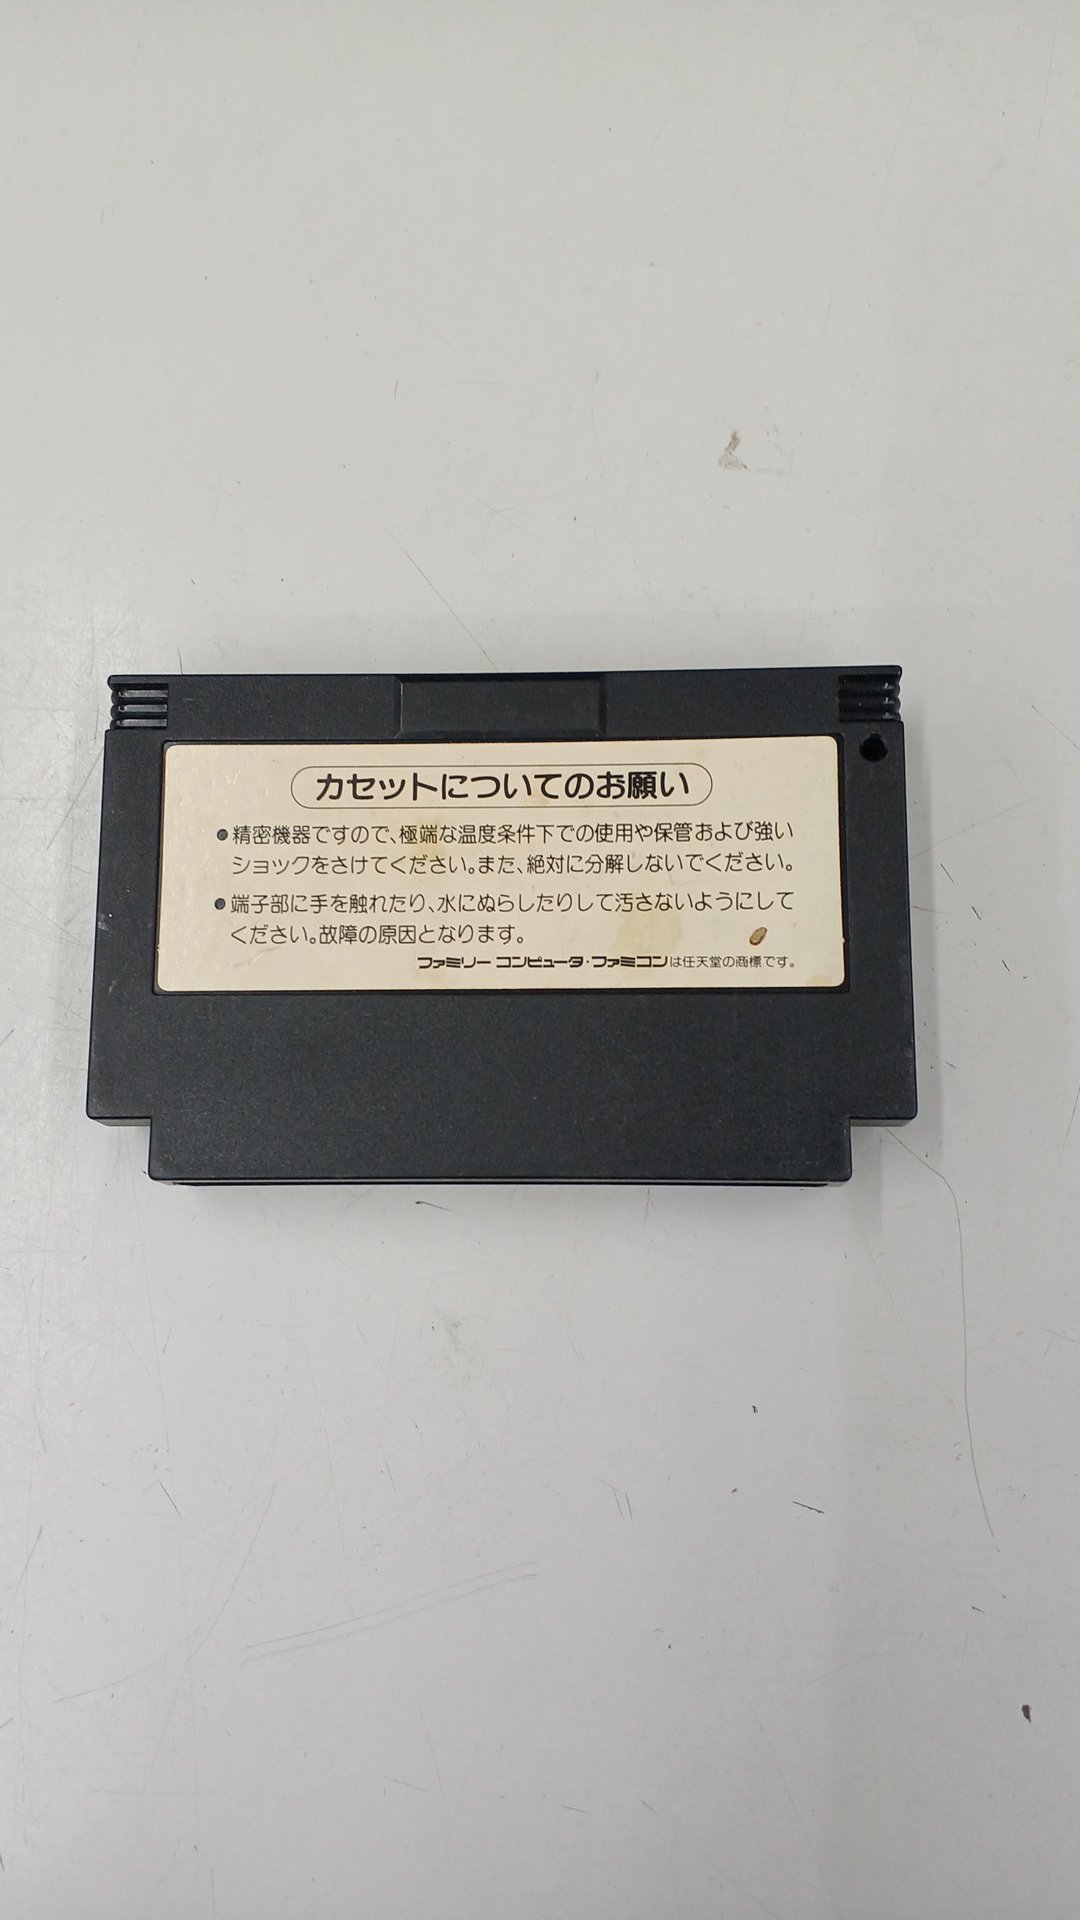 カセットについてのお願い
●精密機器ですので、極端な温度条件下での使用や保管および強い
ショックをさけてください。また、絶対に分解しないでください。
●端子部に手を触れたり、水にぬらしたりして汚さないようにして
ください。故障の原因となります。
ファミリーコンピュータ・ファミコンは任天堂の商標です。